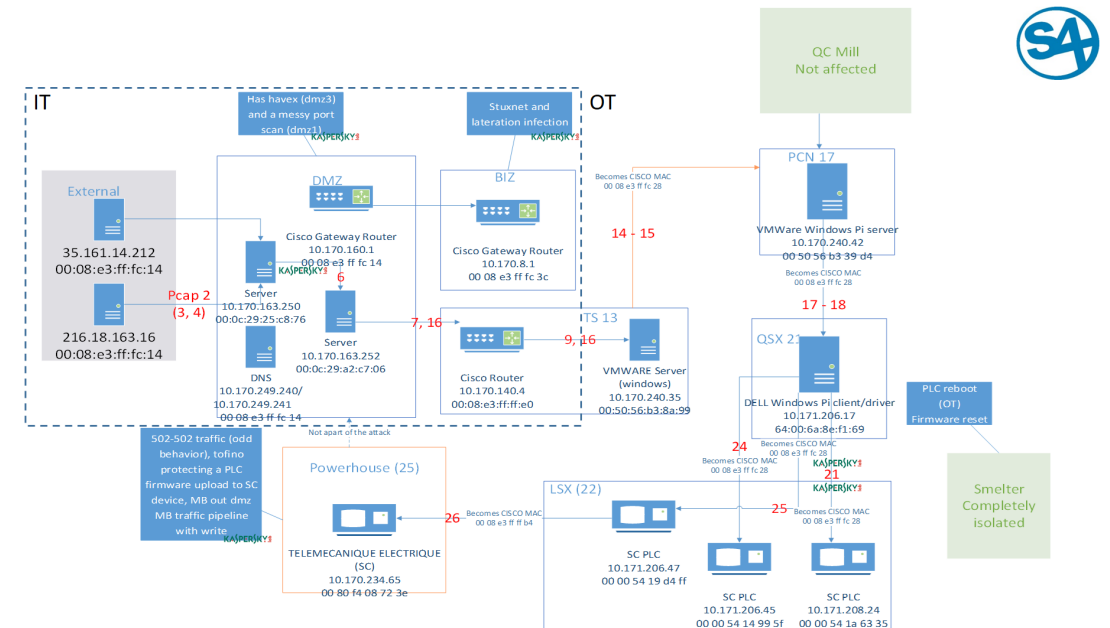 QC Mill
Not affected
S4
IT
OT
Has havex (dmz3)
and a messy port
scan (dmz1)
KASPERSKY
Stuxnet and
lateration infection
KASPERSKY
External
35.161.14.212
00:08:e3:ff:fc:14
216.18.163.16
00:08:e3:ff:fc:14
Pcap 2
(3, 4)
DMZ
Cisco Gateway Router
10.170.160.1
00 08 e3 ff fc 14
KASPERSKY
6
Server
10.170.163.250
00:0c:29:25:c8:76
Server
10.170.163.252
00:0c:29:a2:c7:06
DNS
10.170.249.240/
10.170.249.241
00 08 e3 ff fc 14
BIZ
Cisco Gateway Router
10.170.8.1
00 08 e3 ff fc 3c
7, 16
Cisco Router
10.170.140.4
00:08:e3:ff:ff:e0
9, 16
TS 13
VMWARE Server
(windows)
10.170.240.35
00:50:56:b3:8a:99
Becomes CISCO MAC
00 08 e3 ff fc 28
14 - 15
PCN 17
VMWare Windows Pi server
10.170.240.42
00 50 56 b3 39 d4
Becomes CISCO MAC
00 08 e3 ff fc 28
17 - 18
QSX 21
DELL Windows Pi client/driver
10.171.206.17
64:00:6a:8e:f1:69
PLC reboot
(OT)
Firmware reset
Smelter
Completely
isolated
24
Becomes CISCO MAC
00 08 e3 ff fc 28
Becomes CISCO MAC
00 08 e3 ff fc 28
KASPERSKY
21
KASPERSKY
25
Becomes CISCO MAC
00 08 e3 ff fc 28
Not apart of the attack
502-502 traffic (odd
behavior), tofino
protecting a PLC
firmware upload to SC
device, MB out dmz
MB traffic pipeline
with write
KASPERSKY
Powerhouse (25)
TELEMECANIQUE ELECTRIQUE
(SC)
10.170.234.65
00 80 f4 08 72 3e
26
Becomes CISCO MAC
00 08 e3 ff ff b4
LSX (22)
SC PLC
10.171.206.47
00 00 54 19 d4 ff
SC PLC
10.171.206.45
00 00 54 14 99 5f
SC PLC
10.171.208.24
00 00 54 1a 63 35